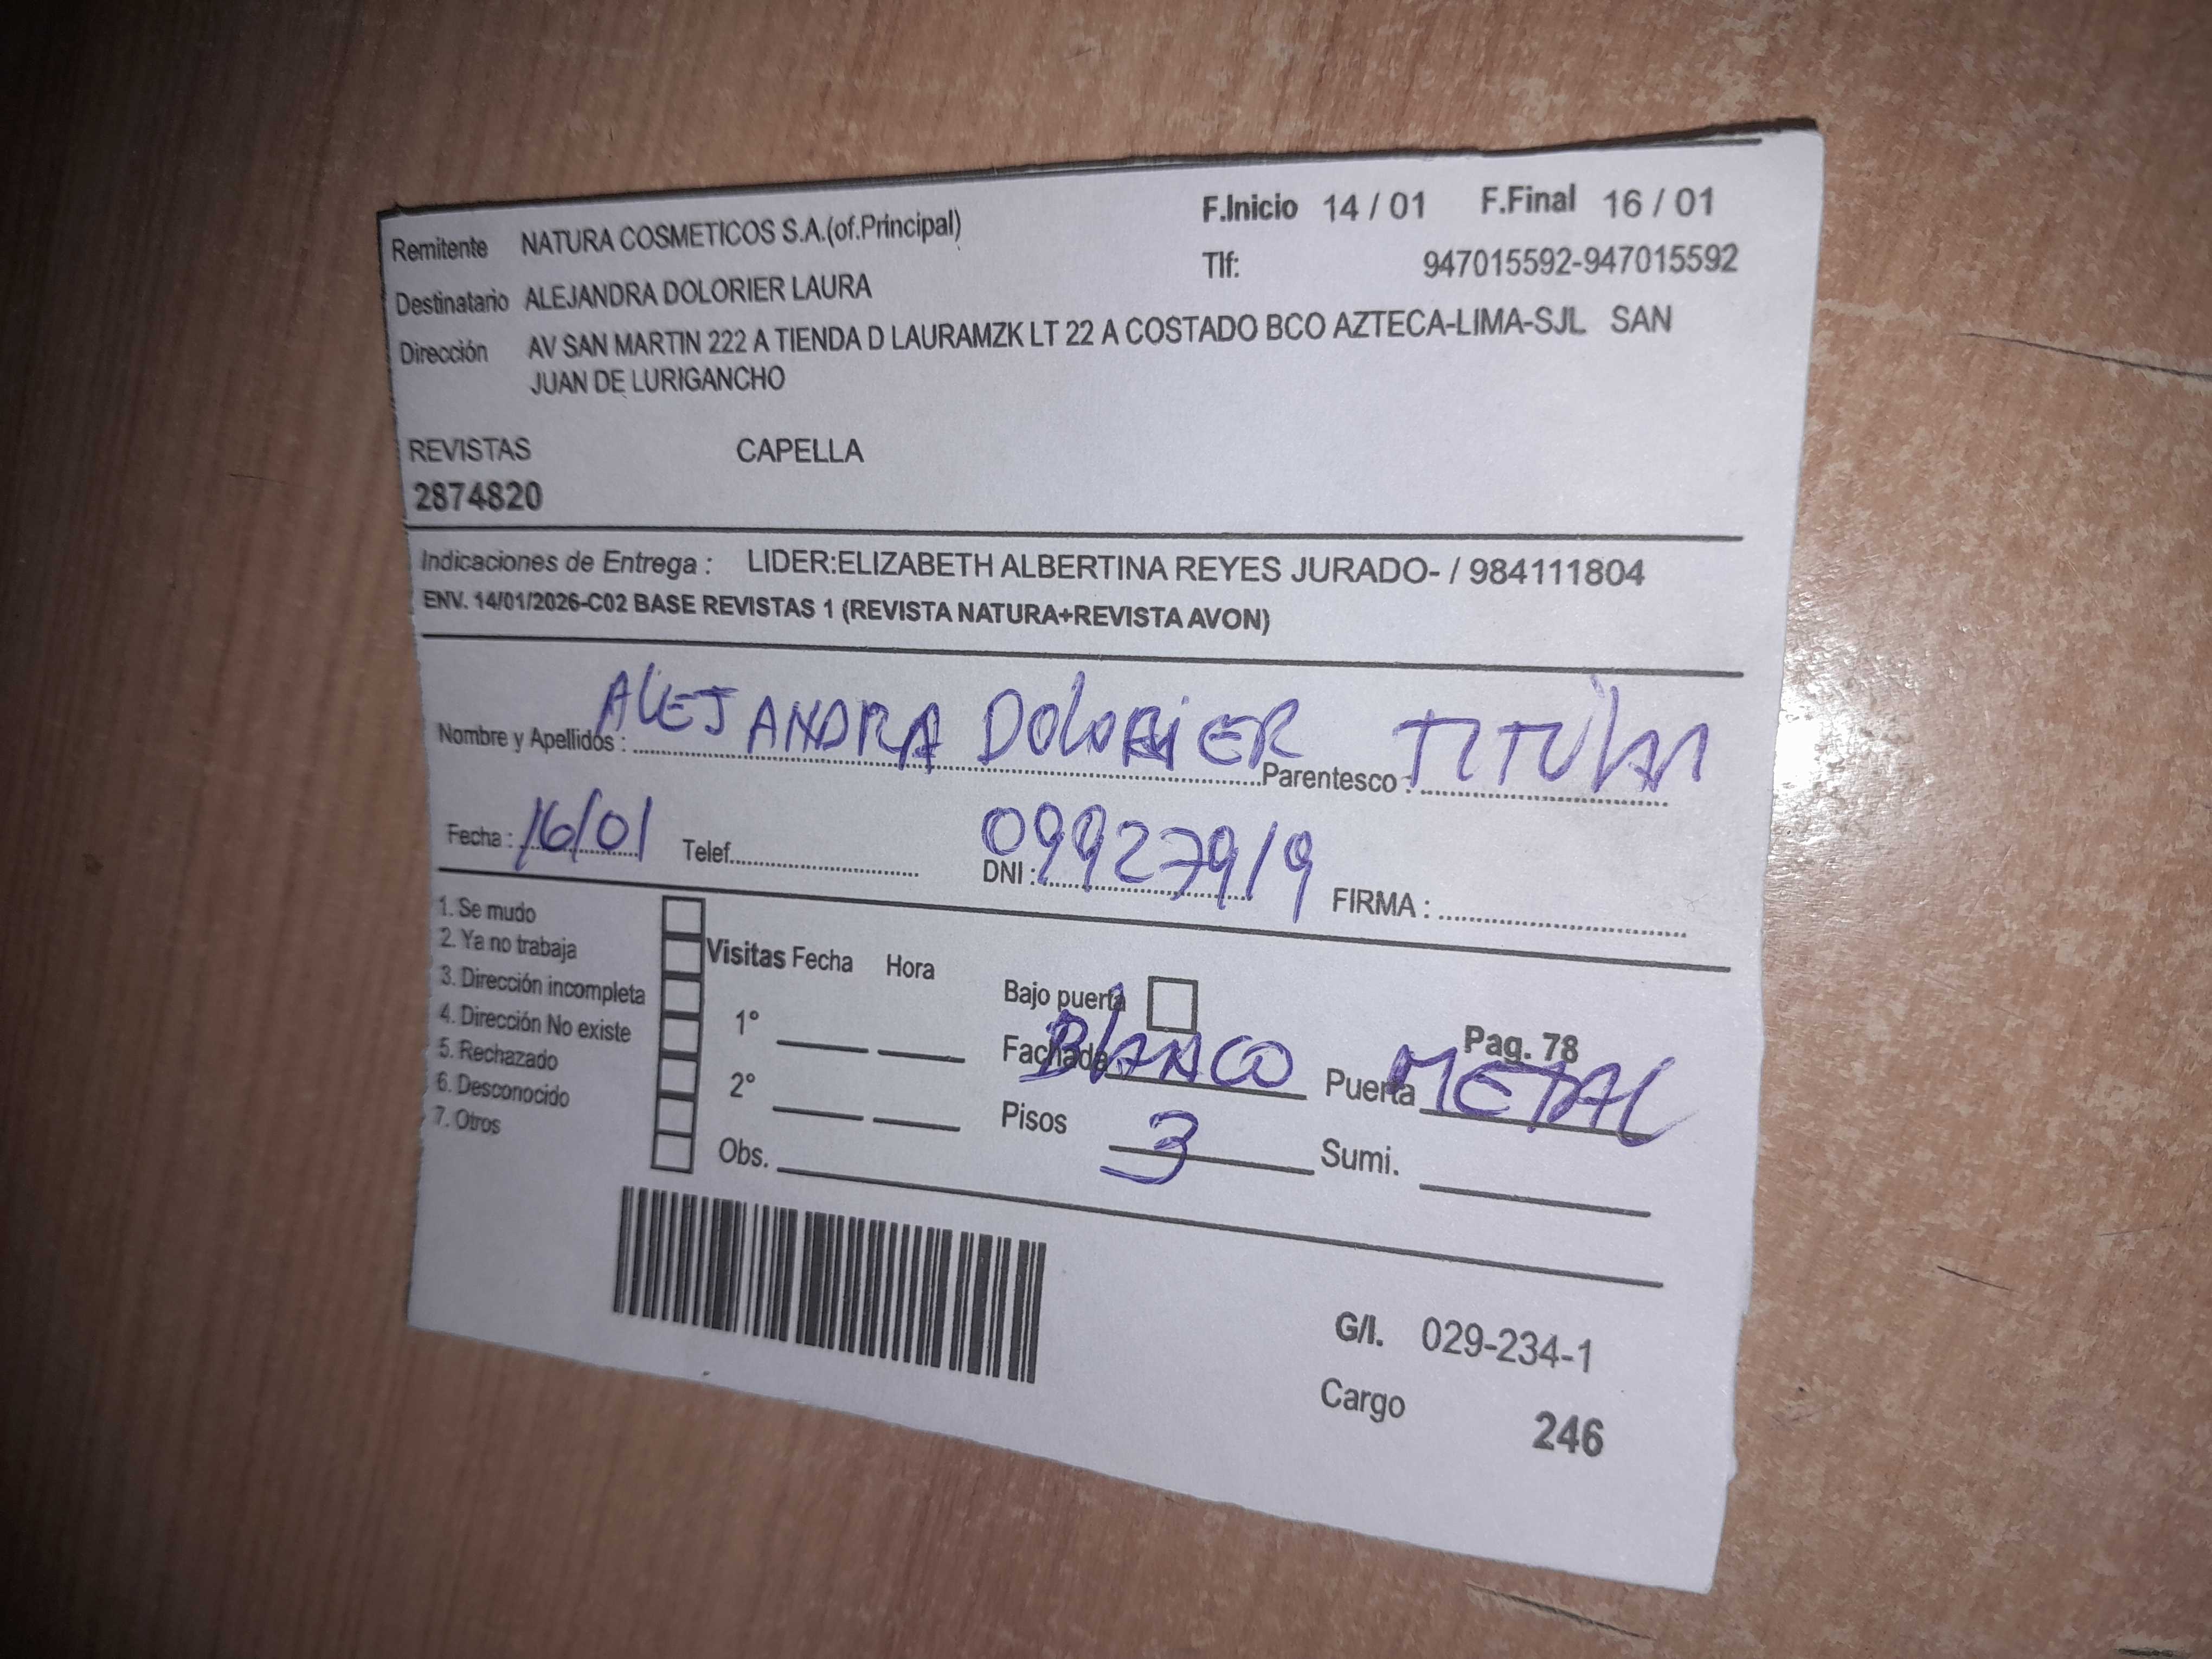 Remitente NATURA COSMETICOS S.A.(of.Principal) F.Inicio 14 / 01 F.Final 16 / 01
Destinatario ALEJANDRA DOLORIER LAURA Tlf: 947015592-947015592
Dirección AV SAN MARTIN 222 A TIENDA D LAURAMZK LT 22 A COSTADO BCO AZTECA-LIMA-SJL SAN
JUAN DE LURIGANCHO
REVISTAS CAPELLA
2874820
Indicaciones de Entrega : LIDER:ELIZABETH ALBERTINA REYES JURADO- / 984111804
ENV. 14/01/2026-C02 BASE REVISTAS 1 (REVISTA NATURA+REVISTA AVON)
Nombre y Apellidos : ALEJANDRA DOLORIER Parentesco : TITULAR
Fecha : 16/01 Telef. DNI : 09927919 FIRMA :
1. Se mudo
2. Ya no trabaja
3. Dirección incompleta
4. Dirección No existe
5. Rechazado
6. Desconocido
7. Otros
Visitas Fecha Hora
1°
2°
Obs.
Bajo puerta
Pag. 78
Fachada BLANCO Puerta METAL
Pisos 3 Sumi.
G/I. 029-234-1
Cargo 246